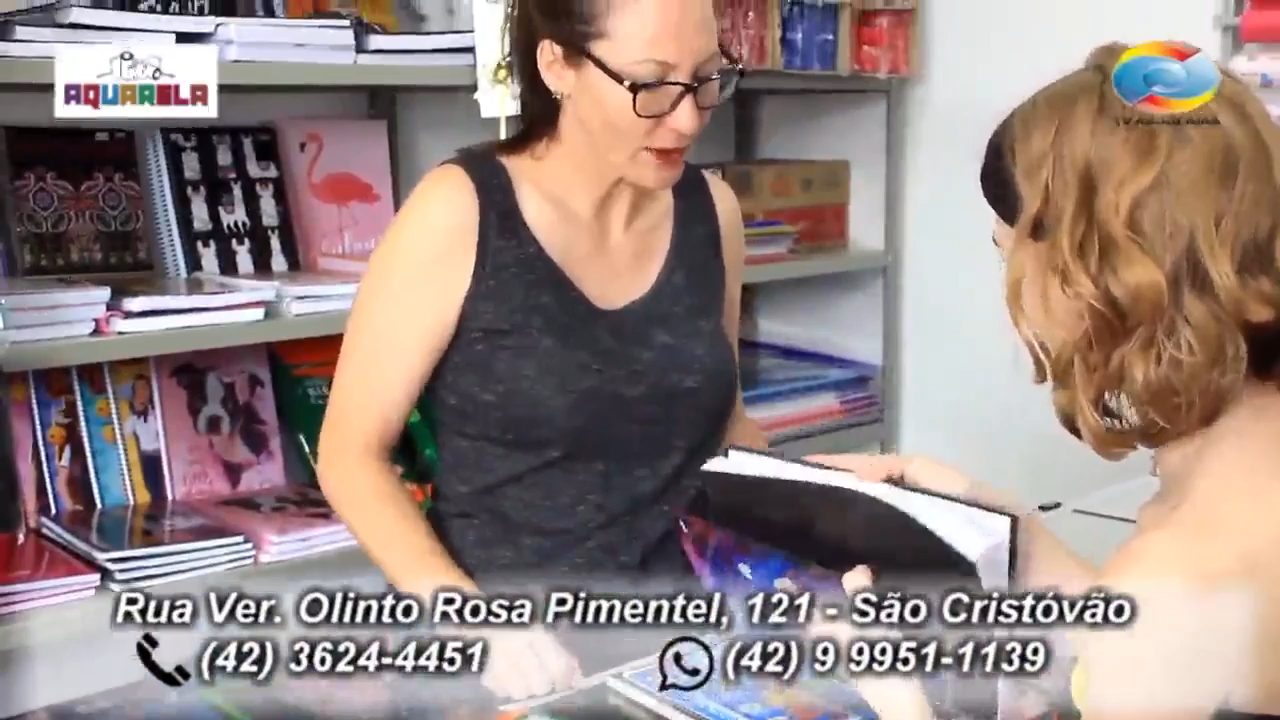 AQUARELA
Rua Ver. Olinto Rosa Pimentel, 121 - São Cristóvão
(42) 3624-4451
(42) 9 9951-1139